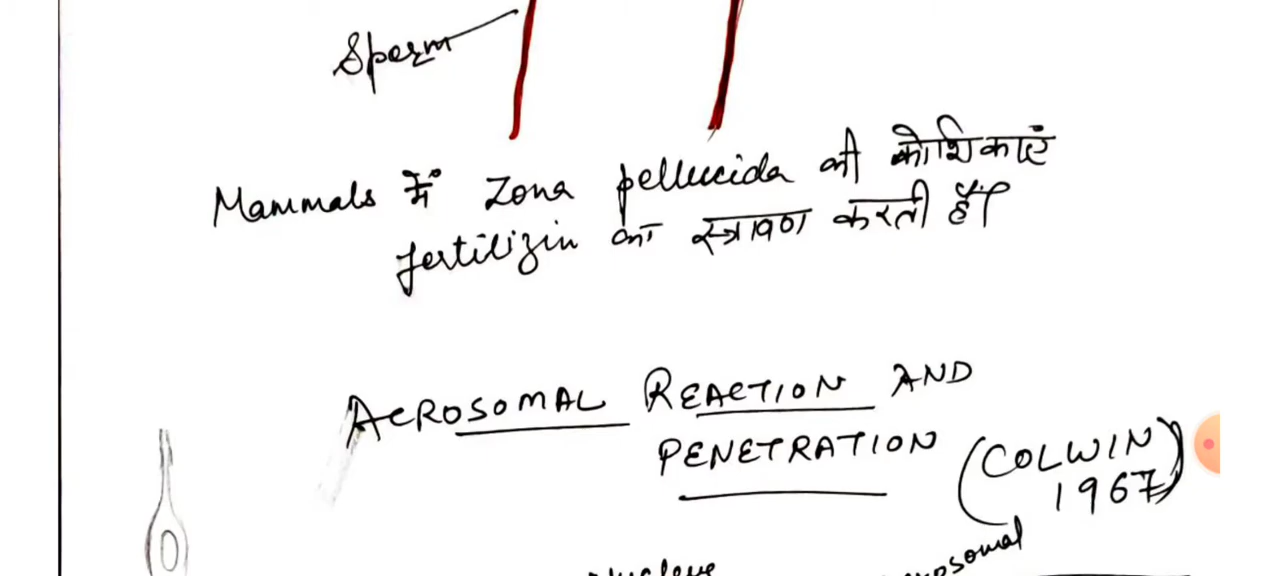 Sperm
Mammals में Zona pellucida की कोशिकाएं
fertilizin का स्त्रावण करती हैं।
ACROSOMAL REACTION AND
PENETRATION (COLWIN
1967)